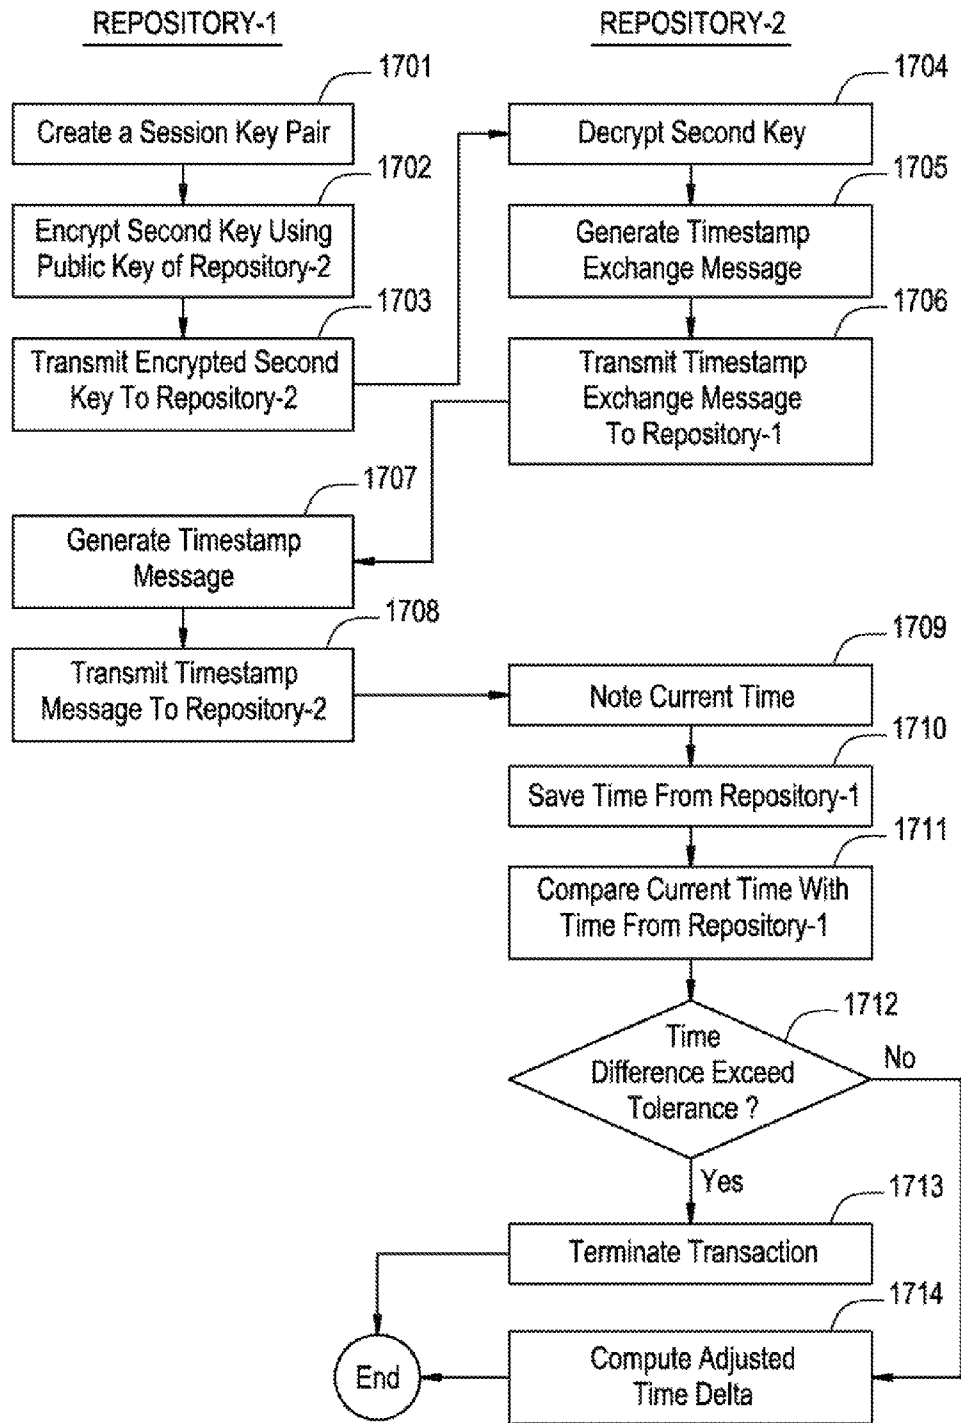 REPOSITORY-1
REPOSITORY-2
1701
Create a Session Key Pair
1702
Encrypt Second Key Using
Public Key of Repository-2
1703
Transmit Encrypted Second
Key To Repository-2
1704
Decrypt Second Key
1705
Generate Timestamp
Exchange Message
1706
Transmit Timestamp
Exchange Message
To Repository-1
1707
Generate Timestamp
Message
1708
Transmit Timestamp
Message To Repository-2
1709
Note Current Time
1710
Save Time From Repository-1
1711
Compare Current Time With
Time From Repository-1
1712
Time
Difference Exceed
Tolerance ?
No
Yes
1713
Terminate Transaction
1714
Compute Adjusted
Time Delta
End